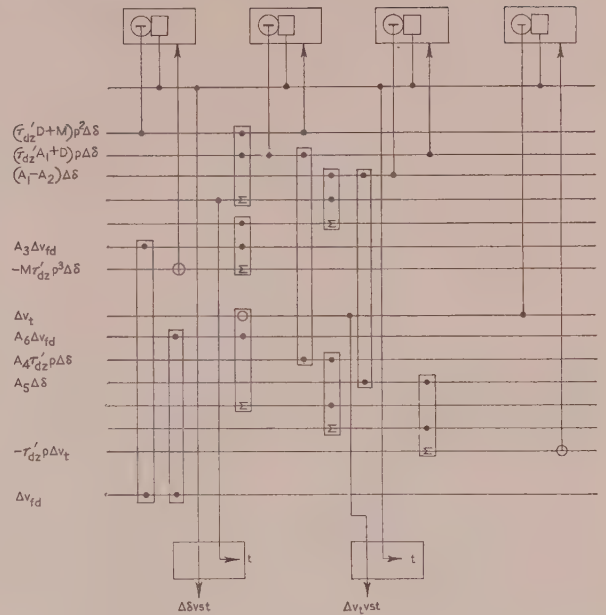 (τ'dzD+M)p²Δδ
(τ'dzA₁+D)pΔδ
(A₁−A₂)Δδ
Σ
Σ
A₃Δvfd
−Mτ'dzp³Δδ
Σ
Δvt
A₆Δvfd
A₄τ'dzpΔδ
A₅Δδ
Σ
Σ
−τ'dzpΔvt
Σ
Δvfd
t
t
Δδvst
Δvtvst